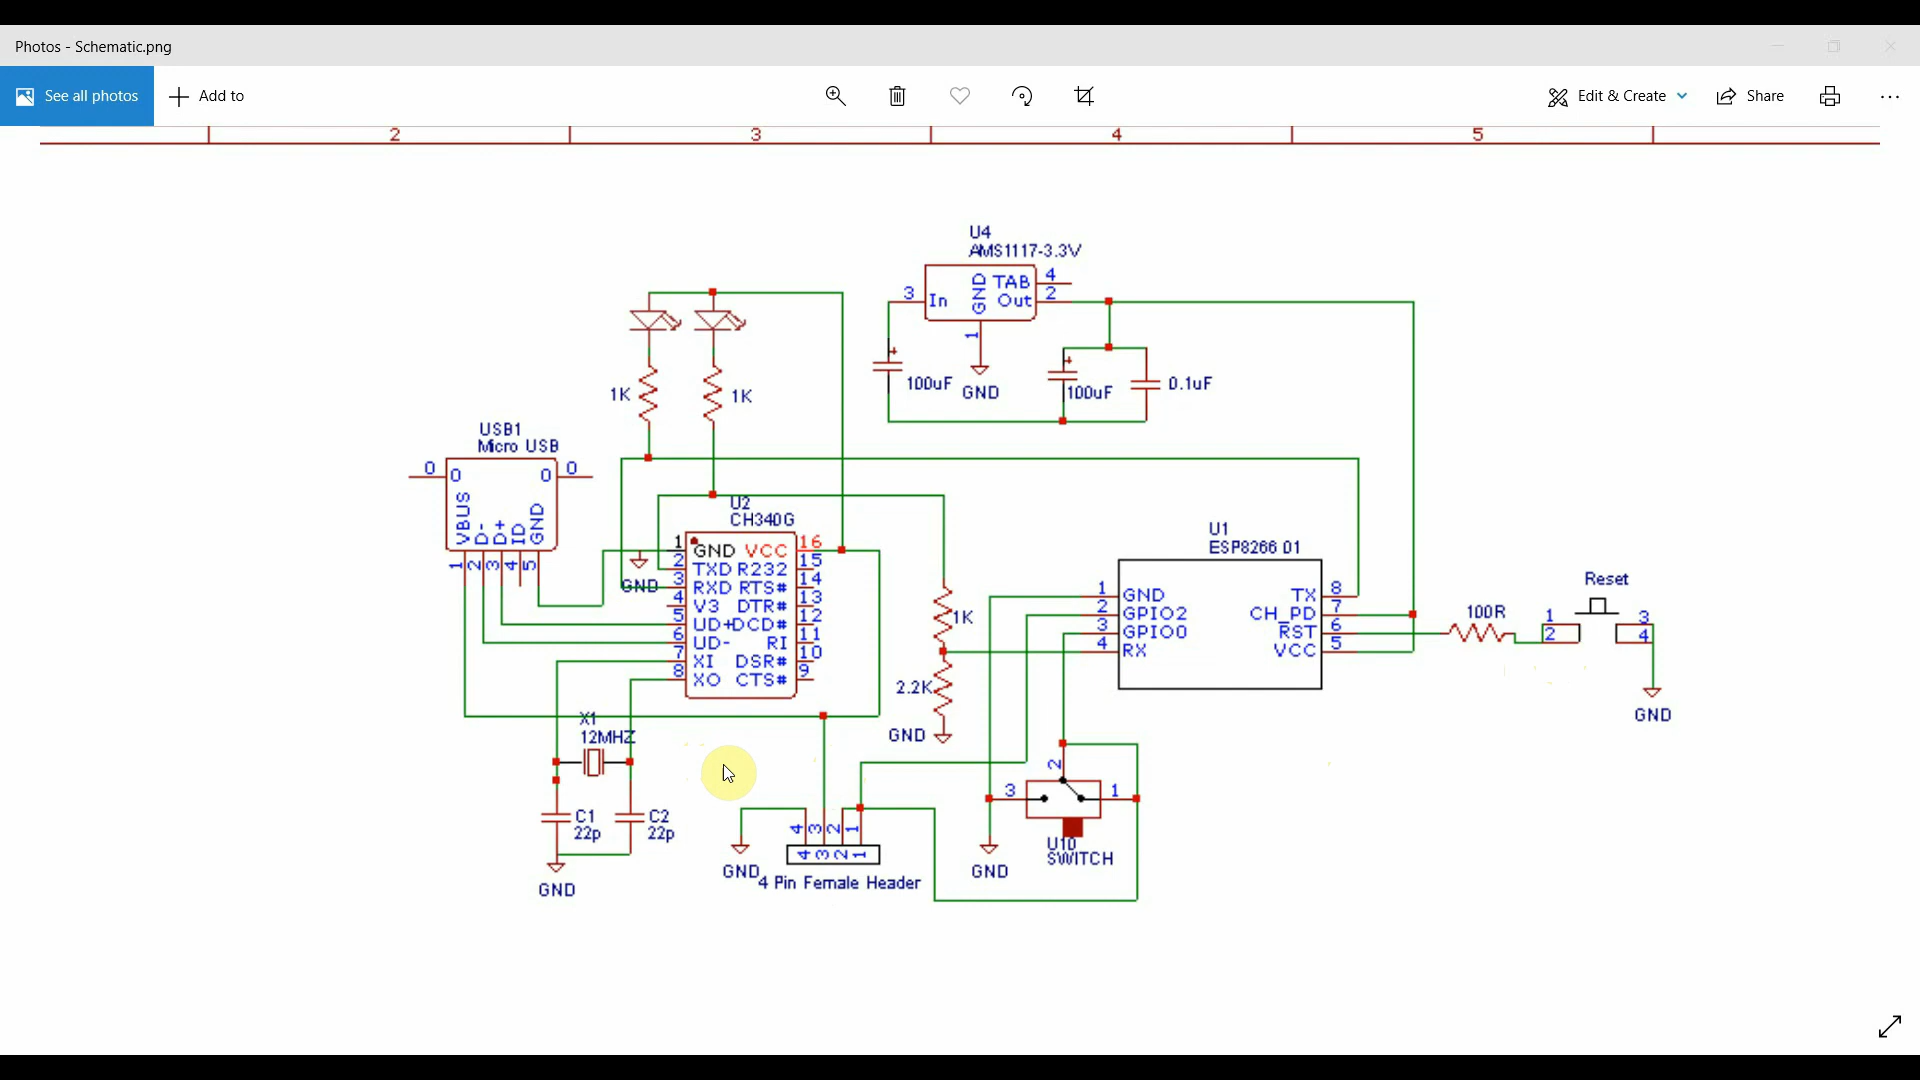 Photos - Schematic.png
See all photos
Add to
Edit & Create
Share
2 3 4 5
U4
AMS1117-3.3V
3 In GND TAB 4
Out 2
1
GND
100uF
100uF
0.1uF
1K
1K
USB1
Micro USB
0 0 0 0
VBUS D- D+ ID GND
1 2 3 4 5
U2
CH340G
1 GND VCC 16
2 TXD R232 15
3 RXD RTS# 14
4 V3 DTR# 13
5 UD+ DCD# 12
6 UD- RI 11
7 XI DSR# 10
8 XO CTS# 9
GND
X1
12MHZ
C1
22p
C2
22p
GND
1K
2.2K
GND
U1
ESP8266 01
1 GND TX 8
2 GPIO2 CH_PD 7
3 GPIO0 RST 6
4 RX VCC 5
100R
Reset
1 3
2 4
GND
4 3 2 1
4 3 2 1
GND
4 Pin Female Header
2
3 1
U10
SWITCH
GND